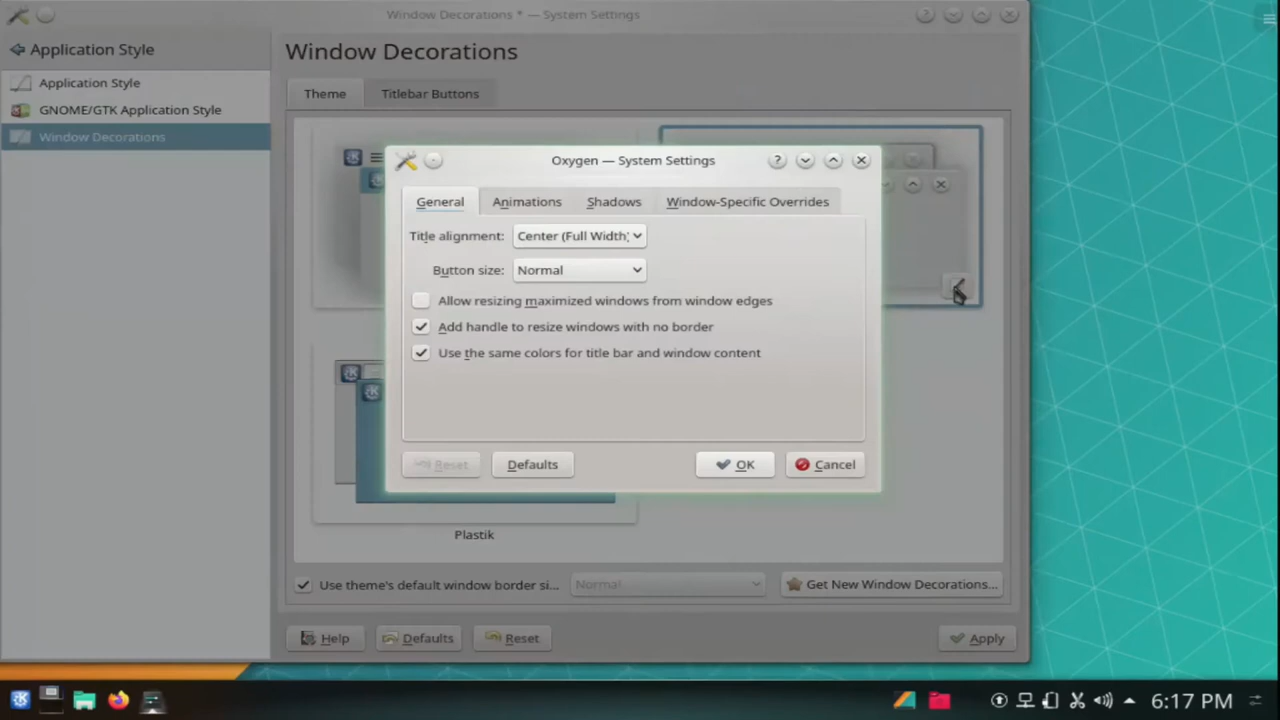 Window Decorations * — System Settings
Application Style
Window Decorations
Application Style
GNOME/GTK Application Style
Window Decorations
Theme
Titlebar Buttons
Oxygen — System Settings
General
Animations
Shadows
Window-Specific Overrides
Title alignment:
Center (Full Width)
Button size:
Normal
Allow resizing maximized windows from window edges
Add handle to resize windows with no border
Use the same colors for title bar and window content
Reset
Defaults
OK
Cancel
Plastik
Use theme's default window border si...
Normal
Get New Window Decorations...
Help
Defaults
Reset
Apply
6:17 PM